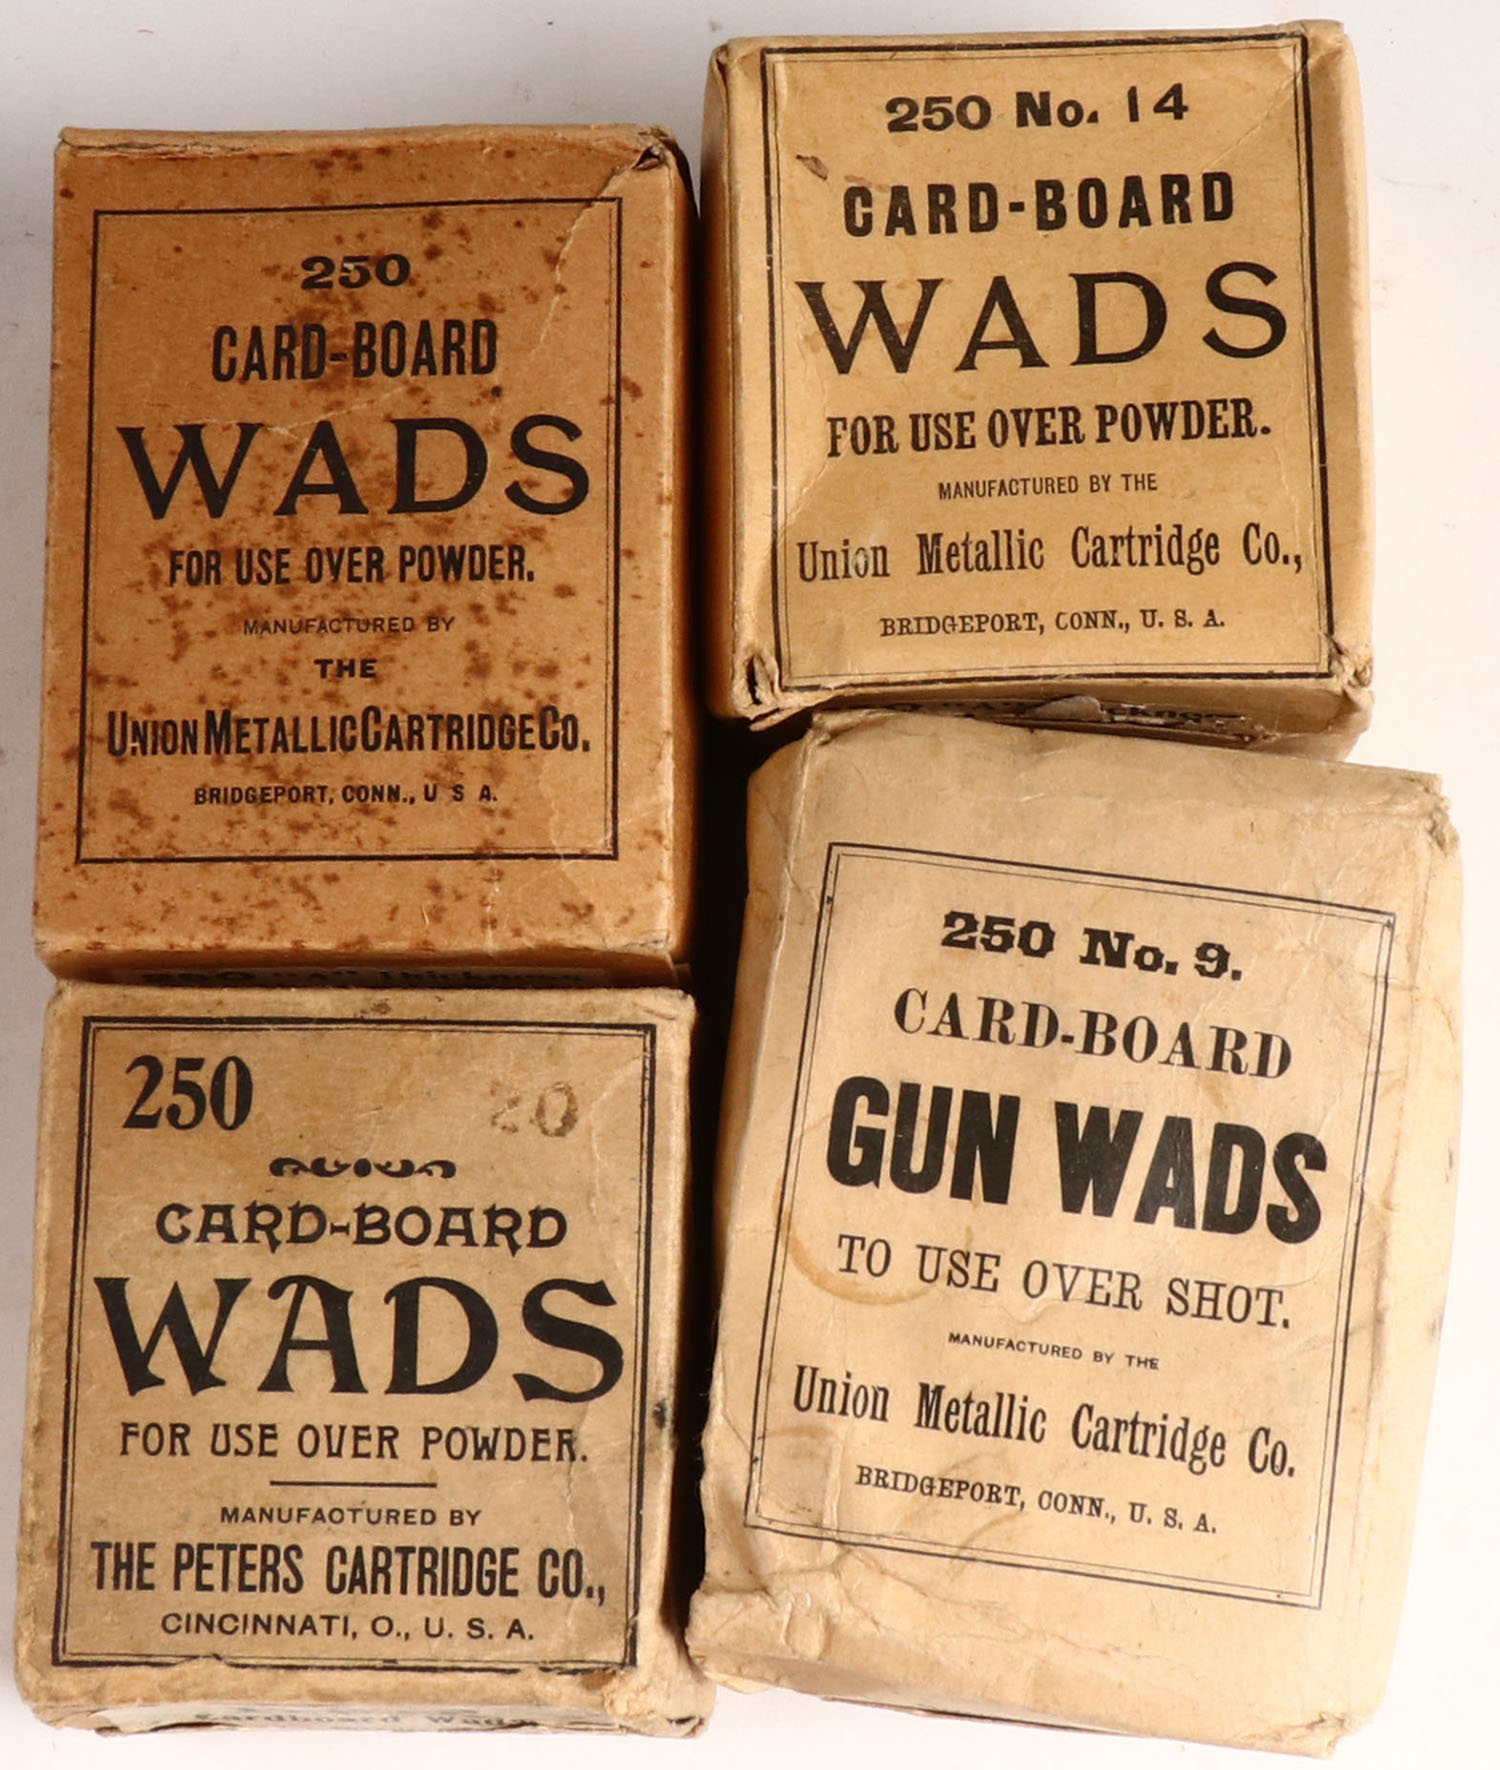 250
CARD-BOARD
WADS
FOR USE OVER POWDER.
MANUFACTURED BY
THE
UNION METALLIC CARTRIDGE CO.
BRIDGEPORT, CONN., U S A.
250 No. 14
CARD-BOARD
WADS
FOR USE OVER POWDER.
MANUFACTURED BY THE
Union Metallic Cartridge Co.,
BRIDGEPORT, CONN., U. S. A.
250
20
CARD-BOARD
WADS
FOR USE OVER POWDER.
MANUFACTURED BY
THE PETERS CARTRIDGE CO.,
CINCINNATI, O., U. S. A.
Cardboard Wads
250 No. 9.
CARD-BOARD
GUN WADS
TO USE OVER SHOT.
MANUFACTURED BY THE
Union Metallic Cartridge Co.
BRIDGEPORT, CONN., U. S. A.